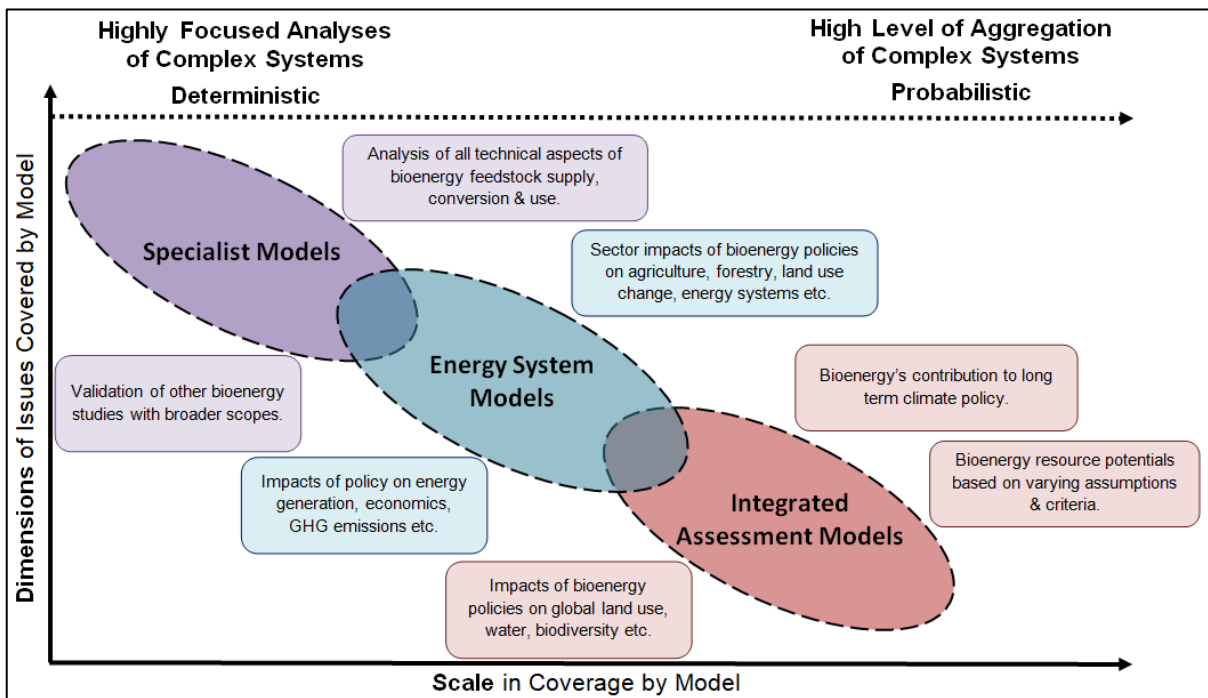 Highly Focused Analyses
of Complex Systems
High Level of Aggregation
of Complex Systems
Deterministic
Probabilistic
Dimensions of Issues Covered by Model
Analysis of all technical aspects of
bioenergy feedstock supply,
conversion & use.
Specialist Models
Sector impacts of bioenergy policies
on agriculture, forestry, land use
change, energy systems etc.
Validation of other bioenergy
studies with broader scopes.
Energy System
Models
Bioenergy’s contribution to long
term climate policy.
Impacts of policy on energy
generation, economics,
GHG emissions etc.
Bioenergy resource potentials
based on varying assumptions
& criteria.
Integrated
Assessment Models
Impacts of bioenergy
policies on global land use,
water, biodiversity etc.
Scale in Coverage by Model